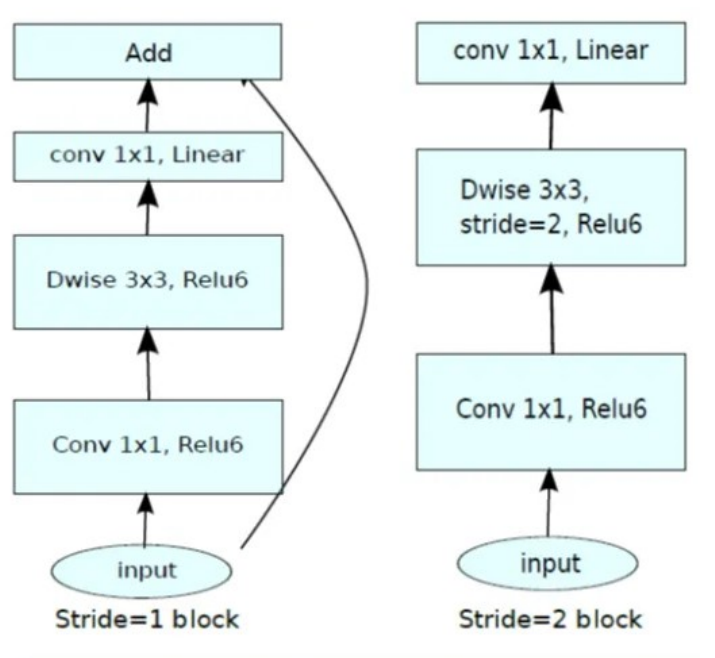 Add
conv 1x1, Linear
Dwise 3x3, Relu6
Conv 1x1, Relu6
input
Stride=1 block
conv 1x1, Linear
Dwise 3x3,
stride=2, Relu6
Conv 1x1, Relu6
input
Stride=2 block